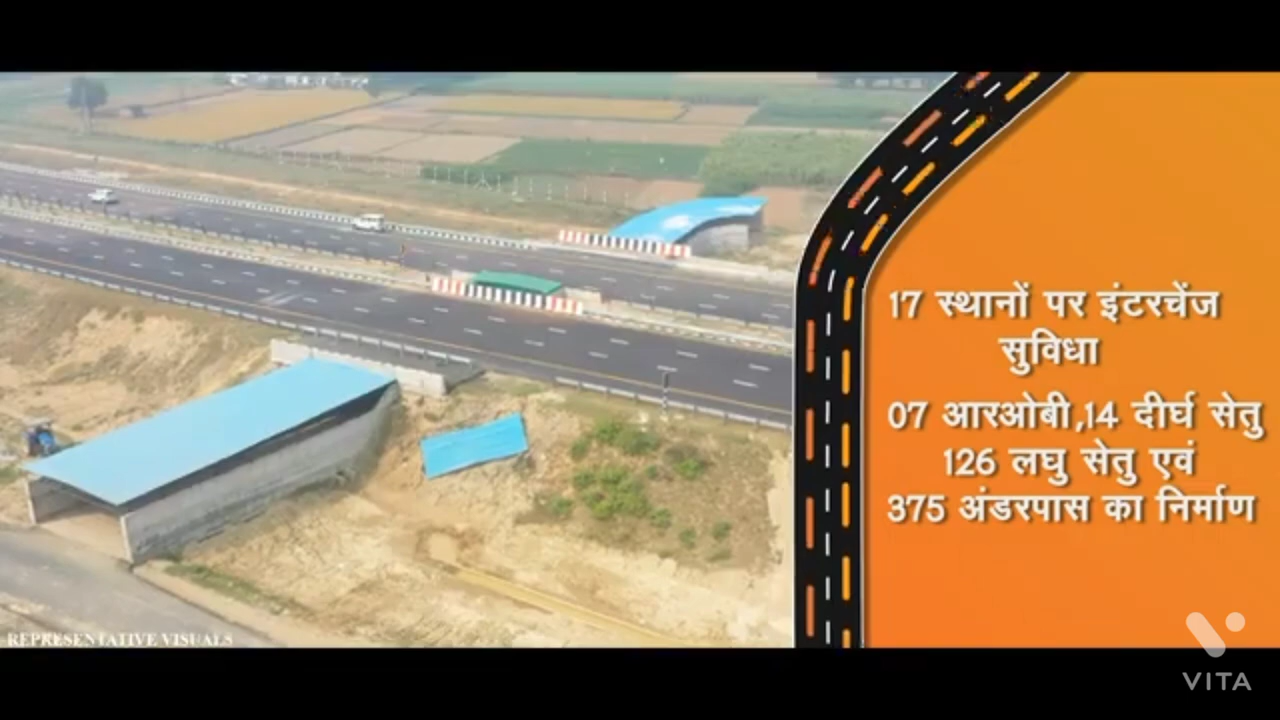 17 स्थानों पर इंटरचेंज
सुविधा
07 आरओबी,14 दीर्घ सेतु
126 लघु सेतु एवं
375 अंडरपास का निर्माण
REPRESENTATIVE VISUALS
VITA